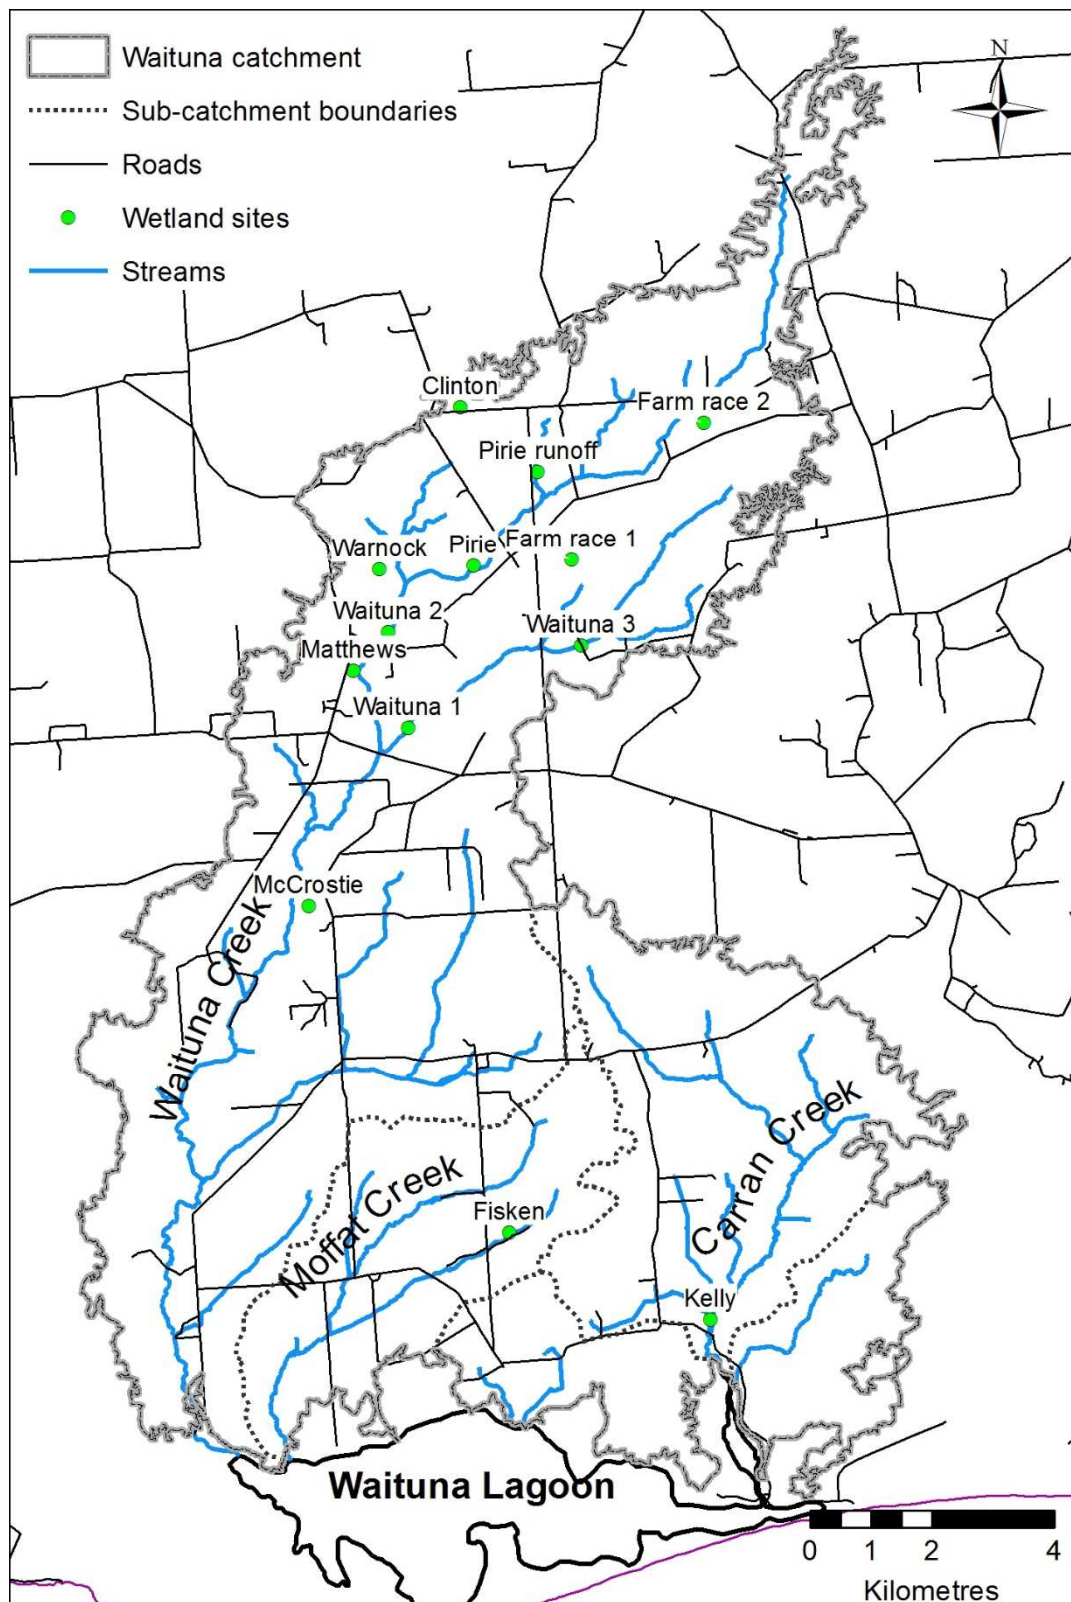 Waituna catchment
N
Sub-catchment boundaries
Roads
Wetland sites
Streams
Clinton
Farm race 2
Pirie runoff
Warnock
Pirie
Farm race 1
Waituna 2
Waituna 3
Matthews
Waituna 1
McCrostie
Waituna Creek
Carran Creek
Moffat Creek
Fisken
Kelly
Waituna Lagoon
0 1 2 4
Kilometres